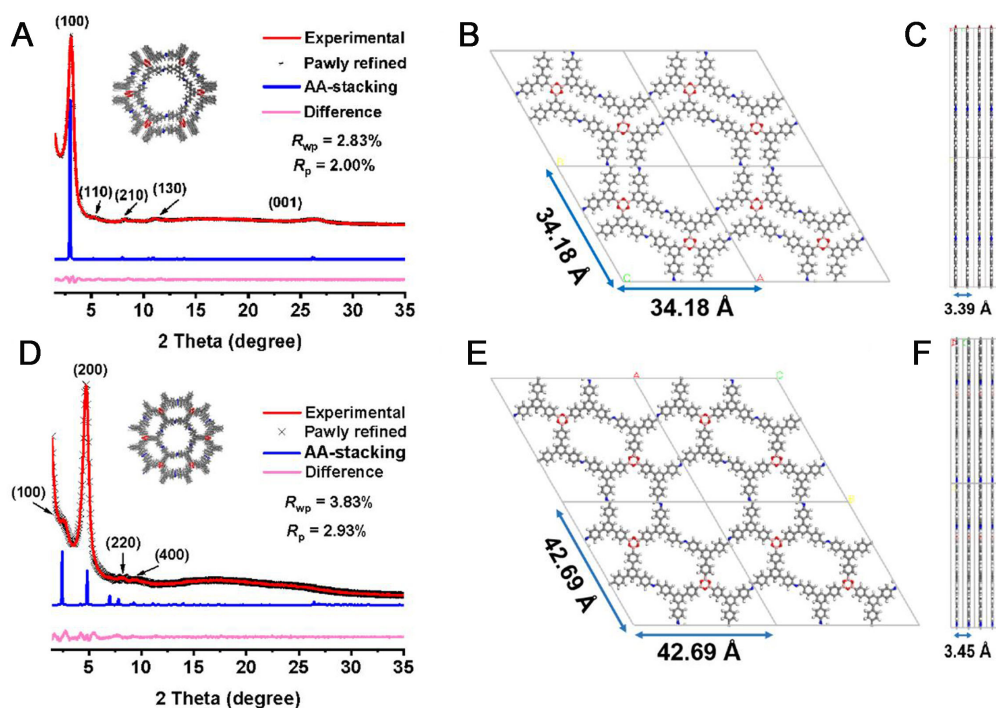 A
(100)
Experimental
Pawly refined
AA-stacking
Difference
Rwp = 2.83%
Rp = 2.00%
(110)
(210)
(130)
(001)
5 10 15 20 25 30 35
2 Theta (degree)
B
34.18 Å
34.18 Å
C
A
C
3.39 Å
D
(200)
Experimental
Pawly refined
AA-stacking
Difference
Rwp = 3.83%
Rp = 2.93%
(100)
(220)
(400)
5 10 15 20 25 30 35
2 Theta (degree)
E
A
C
42.69 Å
42.69 Å
F
3.45 Å